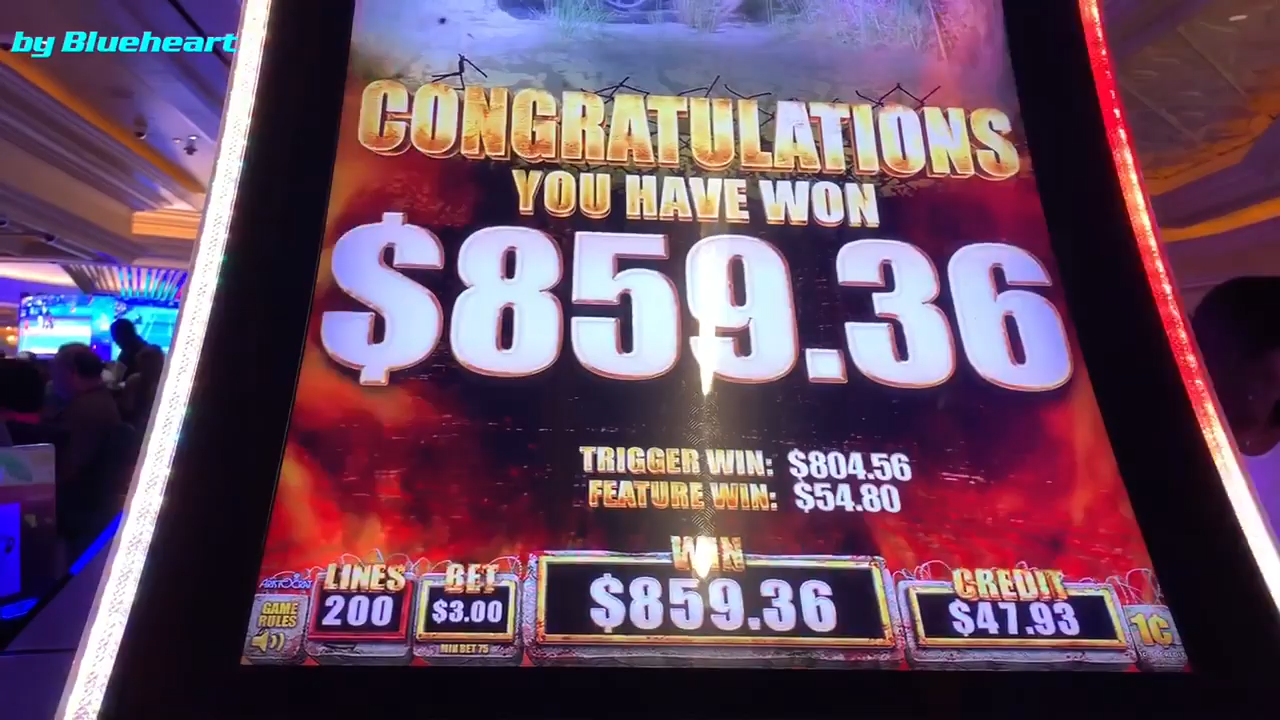 by Blueheart
CONGRATULATIONS
YOU HAVE WON
$859.36
TRIGGER WIN: $804.56
FEATURE WIN: $54.80
WIN
$859.36
ARISTOCRAT
GAME
RULES
LINES
200
BET
$3.00
MIN BET 75
CREDIT
$47.93
1¢